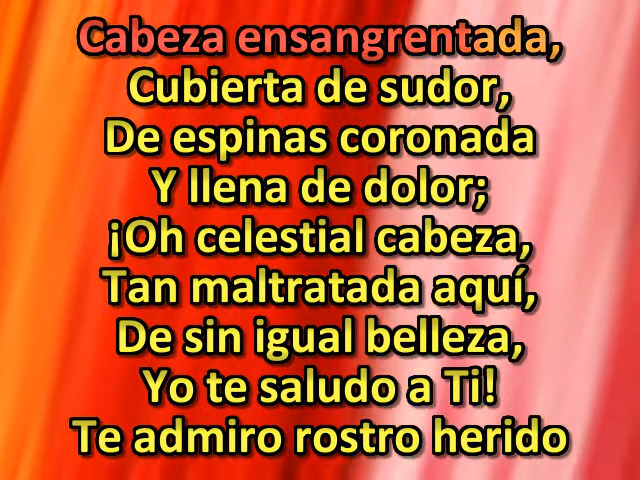 Cabeza ensangrentada,
Cubierta de sudor,
De espinas coronada
Y llena de dolor;
¡Oh celestial cabeza,
Tan maltratada aquí,
De sin igual belleza,
Yo te saludo a Ti!
Te admiro rostro herido